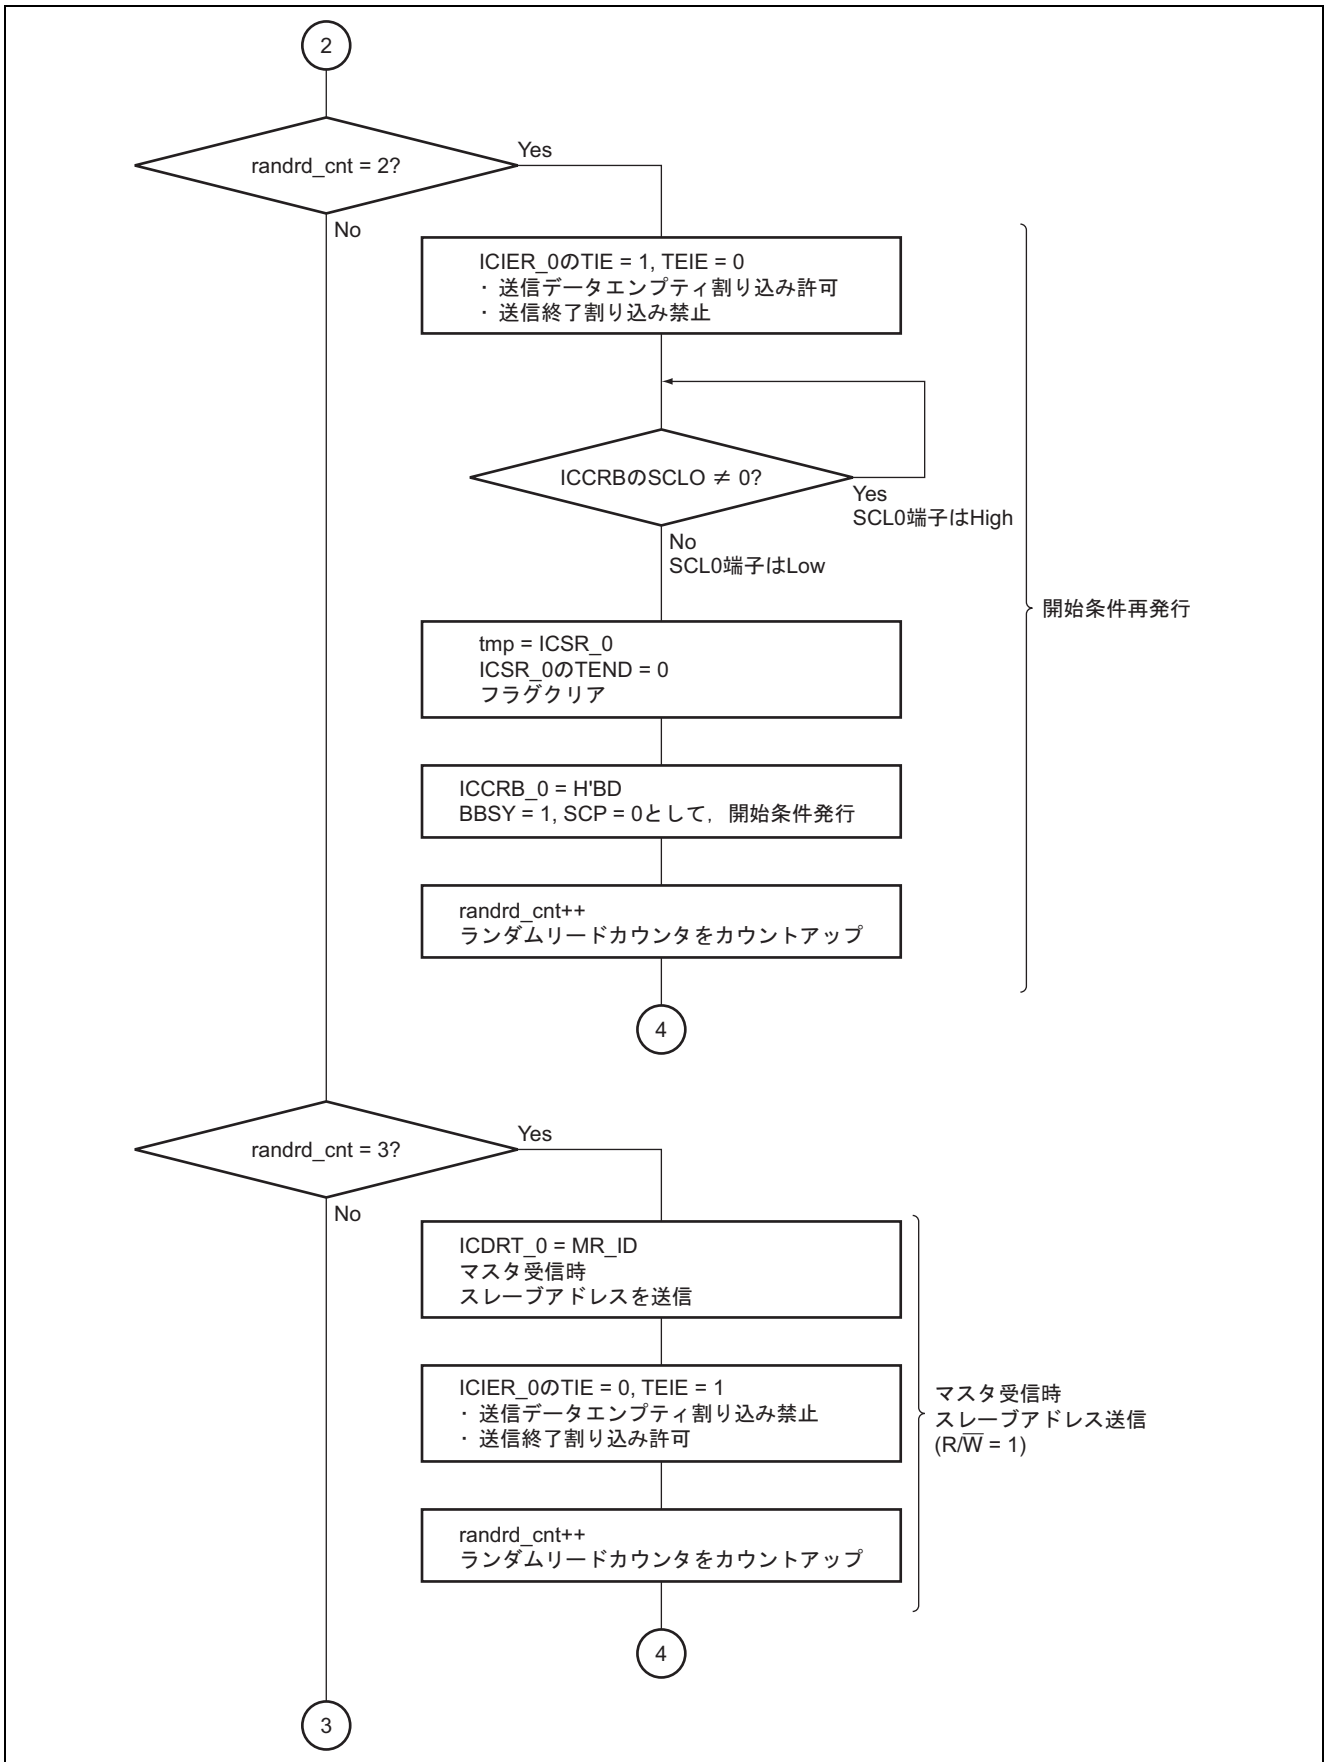 2
randrd_cnt = 2?
Yes
No
ICIER_0のTIE = 1, TEIE = 0
・送信データエンプティ割り込み許可
・送信終了割り込み禁止
ICCRBのSCLO ≠ 0?
Yes
SCL0端子はHigh
No
SCL0端子はLow
開始条件再発行
tmp = ICSR_0
ICSR_0のTEND = 0
フラグクリア
ICCRB_0 = H'BD
BBSY = 1, SCP = 0として，開始条件発行
randrd_cnt++
ランダムリードカウンタをカウントアップ
4
randrd_cnt = 3?
Yes
No
ICDRT_0 = MR_ID
マスタ受信時
スレーブアドレスを送信
ICIER_0のTIE = 0, TEIE = 1
・送信データエンプティ割り込み禁止
・送信終了割り込み許可
マスタ受信時
スレーブアドレス送信
(R/W̅ = 1)
randrd_cnt++
ランダムリードカウンタをカウントアップ
4
3